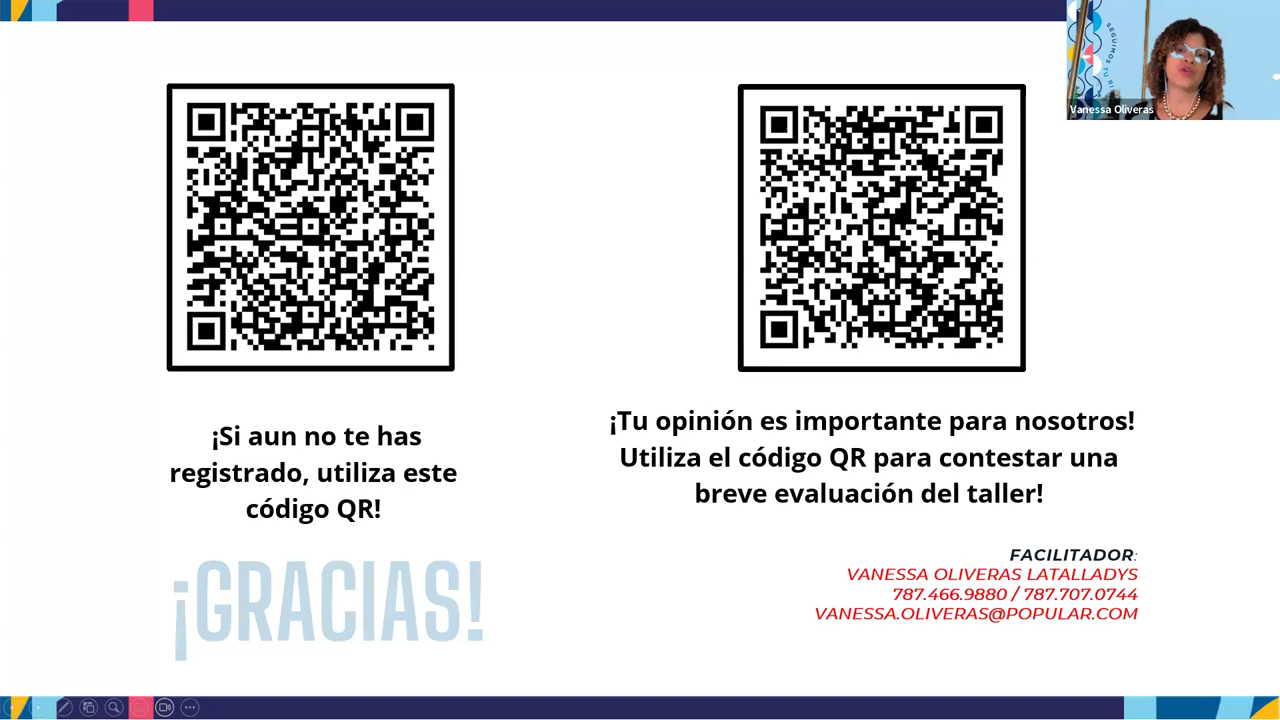 SEGUIMOS TU
Vanessa Oliveras
¡Si aun no te has
registrado, utiliza este
código QR!
¡GRACIAS!
¡Tu opinión es importante para nosotros!
Utiliza el código QR para contestar una
breve evaluación del taller!
FACILITADOR:
VANESSA OLIVERAS LATALLADYS
787.466.9880 / 787.707.0744
VANESSA.OLIVERAS@POPULAR.COM